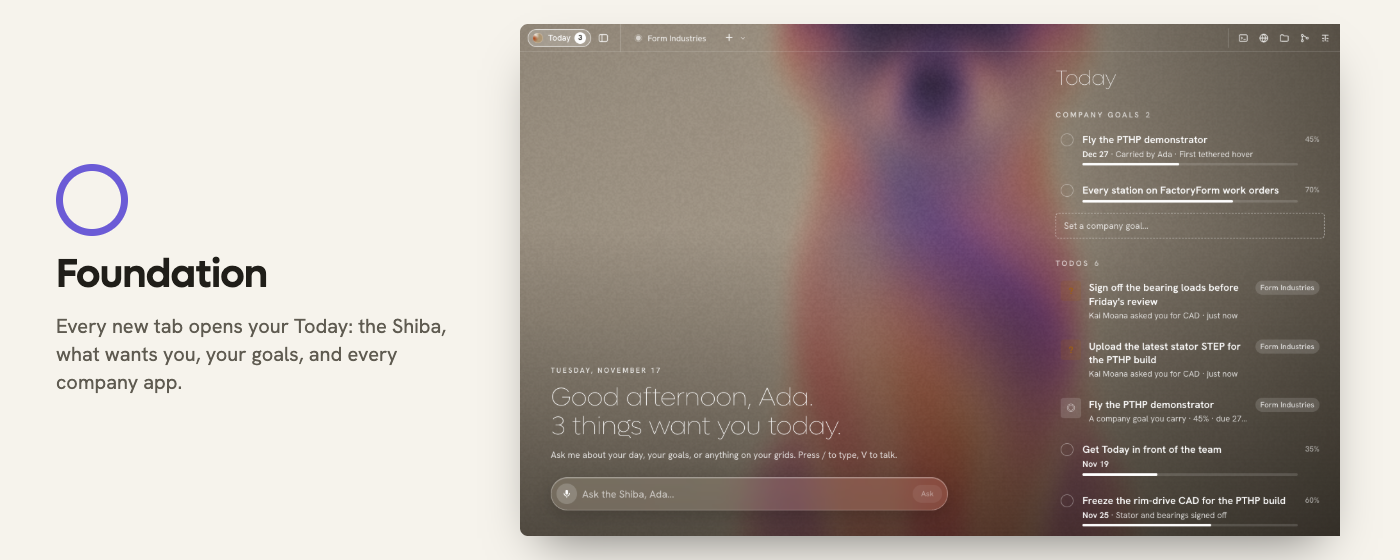 Foundation
Every new tab opens your Today: the Shiba,
what wants you, your goals, and every
company app.
Today 3
Form Industries
TUESDAY, NOVEMBER 17
Good afternoon, Ada.
3 things want you today.
Ask me about your day, your goals, or anything on your grids. Press / to type, V to talk.
Ask the Shiba, Ada...
Ask
Today
COMPANY GOALS 2
Fly the PTHP demonstrator 45%
Dec 27 · Carried by Ada · First tethered hover
Every station on FactoryForm work orders 70%
Set a company goal...
TODOS 6
Sign off the bearing loads before Form Industries
Friday's review
Kai Moana asked you for CAD · just now
Upload the latest stator STEP for Form Industries
the PTHP build
Kai Moana asked you for CAD · just now
Fly the PTHP demonstrator Form Industries
A company goal you carry · 45% · due 27...
Get Today in front of the team 35%
Nov 19
Freeze the rim-drive CAD for the PTHP build 60%
Nov 25 · Stator and bearings signed off